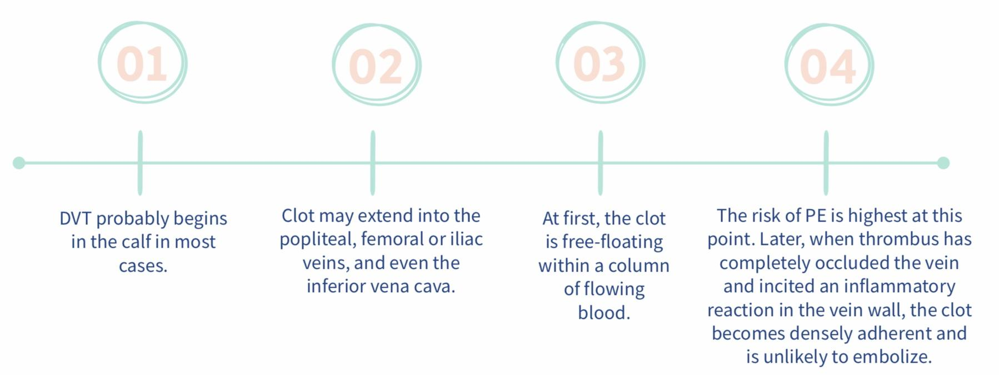 01
02
03
04
DVT probably begins
in the calf in most
cases.
Clot may extend into the
popliteal, femoral or iliac
veins, and even the
inferior vena cava.
At first, the clot
is free-floating
within a column
of flowing
blood.
The risk of PE is highest at this
point. Later, when thrombus has
completely occluded the vein
and incited an inflammatory
reaction in the vein wall, the clot
becomes densely adherent and
is unlikely to embolize.